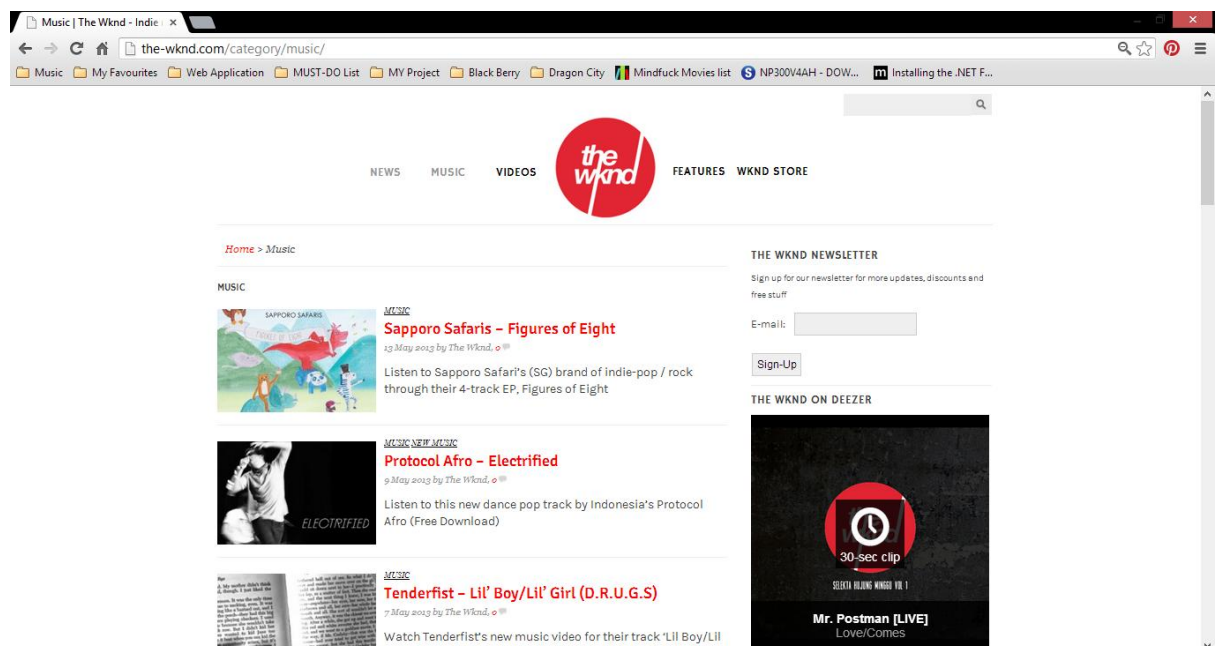 Music | The Wknd - Indie
the-wknd.com/category/music/
Music My Favourites Web Application MUST-DO List MY Project Black Berry Dragon City Mindfuck Movies list NP300V4AH - DOW... Installing the .NET F...
NEWS MUSIC VIDEOS the wknd FEATURES WKND STORE
Home > Music
MUSIC
SAPPORO SAFARIS
FIGURES OF EIGHT
MUSIC
Sapporo Safaris – Figures of Eight
13 May 2013 by The Wknd, 0
Listen to Sapporo Safari's (SG) brand of indie-pop / rock
through their 4-track EP, Figures of Eight
ELECTRIFIED
MUSIC NEW MUSIC
Protocol Afro – Electrified
9 May 2013 by The Wknd, 0
Listen to this new dance pop track by Indonesia's Protocol
Afro (Free Download)
MUSIC
Tenderfist – Lil' Boy/Lil' Girl (D.R.U.G.S)
7 May 2013 by The Wknd, 0
Watch Tenderfist's new music video for their track 'Lil Boy/Lil
THE WKND NEWSLETTER
Sign up for our newsletter for more updates, discounts and
free stuff
E-mail:
Sign-Up
THE WKND ON DEEZER
30-sec clip
SELEKTA HUJUNG MINGGU VOL 1
Mr. Postman [LIVE]
Love/Comes